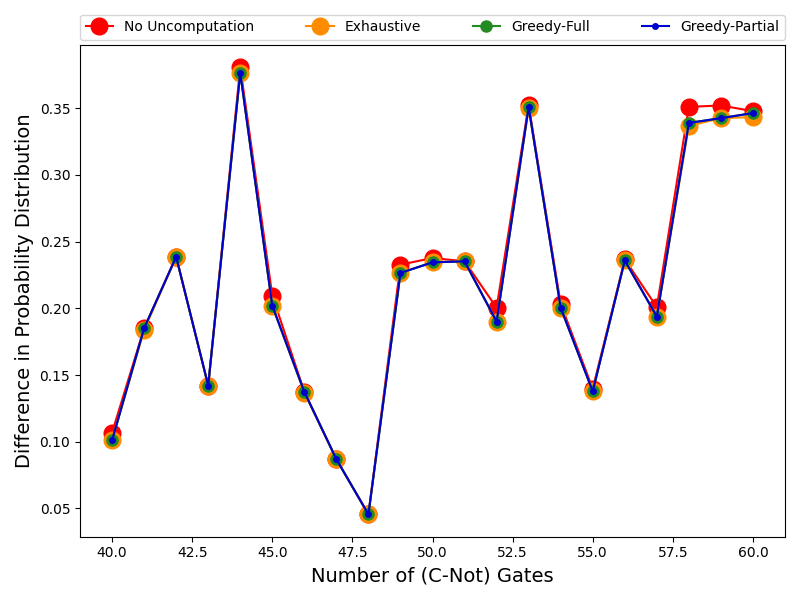 No Uncomputation Exhaustive Greedy-Full Greedy-Partial
Difference in Probability Distribution
0.35
0.30
0.25
0.20
0.15
0.10
0.05
40.0 42.5 45.0 47.5 50.0 52.5 55.0 57.5 60.0
Number of (C-Not) Gates